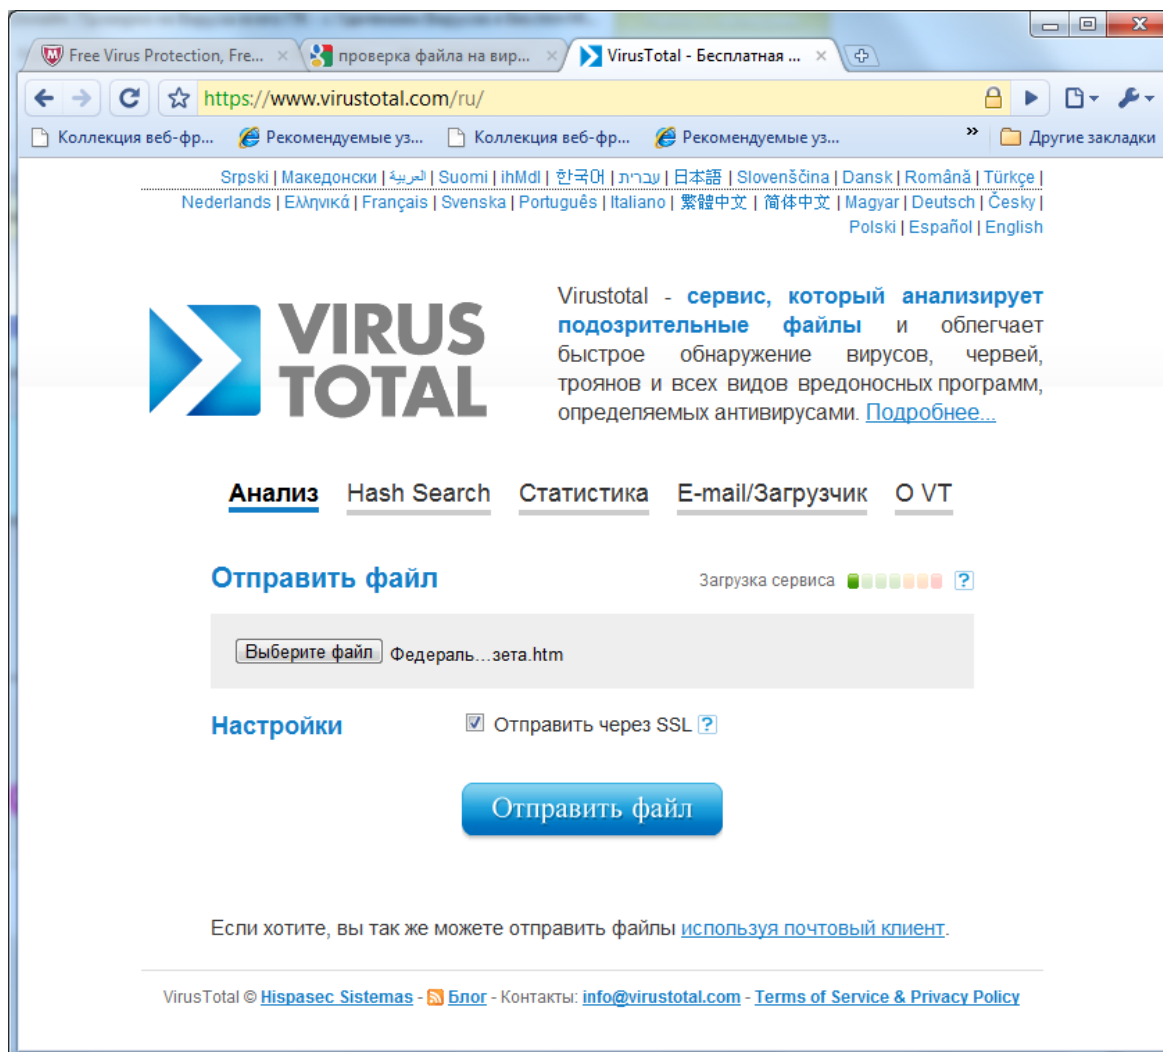 Free Virus Protection, Fre...
проверка файла на вир...
VirusTotal - Бесплатная ...
https://www.virustotal.com/ru/
Коллекция веб-фр...
Рекомендуемые уз...
Коллекция веб-фр...
Рекомендуемые уз...
»
Другие закладки
Srpski | Македонски | العربية | Suomi | ihMdI | 한국어 | עברית | 日本語 | Slovenščina | Dansk | Română | Türkçe |
Nederlands | Ελληνικά | Français | Svenska | Português | Italiano | 繁體中文 | 简体中文 | Magyar | Deutsch | Česky |
Polski | Español | English
VIRUS
TOTAL
Virustotal - сервис, который анализирует
подозрительные файлы и облегчает
быстрое обнаружение вирусов, червей,
троянов и всех видов вредоносных программ,
определяемых антивирусами. Подробнее...
Анализ Hash Search Статистика E-mail/Загрузчик О VT
Отправить файл
Загрузка сервиса ?
Выберите файл Федераль...зета.htm
Настройки
Отправить через SSL ?
Отправить файл
Если хотите, вы так же можете отправить файлы используя почтовый клиент.
VirusTotal © Hispasec Sistemas - Блог - Контакты: info@virustotal.com - Terms of Service & Privacy Policy